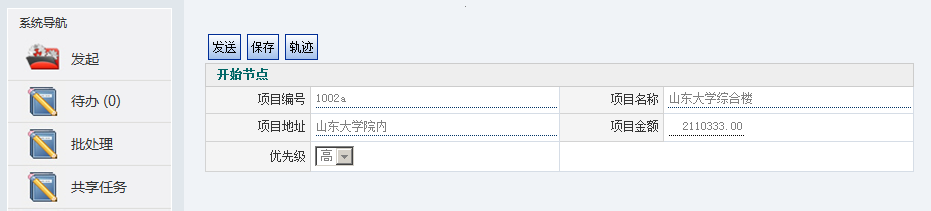 系统导航
发起
待办 (0)
批处理
共享任务
发送 保存 轨迹
开始节点
项目编号 1002a 项目名称 山东大学综合楼
项目地址 山东大学院内 项目金额 2110333.00
优先级 高